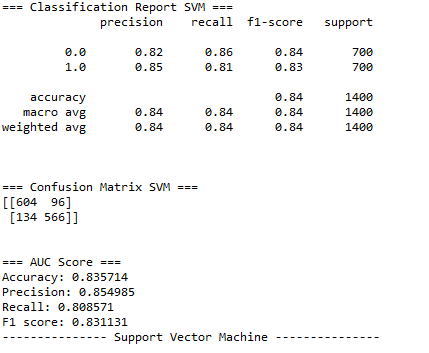 === Classification Report SVM ===
              precision    recall  f1-score   support

         0.0       0.82      0.86      0.84       700
         1.0       0.85      0.81      0.83       700

    accuracy                           0.84      1400
   macro avg       0.84      0.84      0.84      1400
weighted avg       0.84      0.84      0.84      1400

=== Confusion Matrix SVM ===
[[604  96]
 [134 566]]

=== AUC Score ===
Accuracy: 0.835714
Precision: 0.854985
Recall: 0.808571
F1 score: 0.831131
--------------- Support Vector Machine ---------------